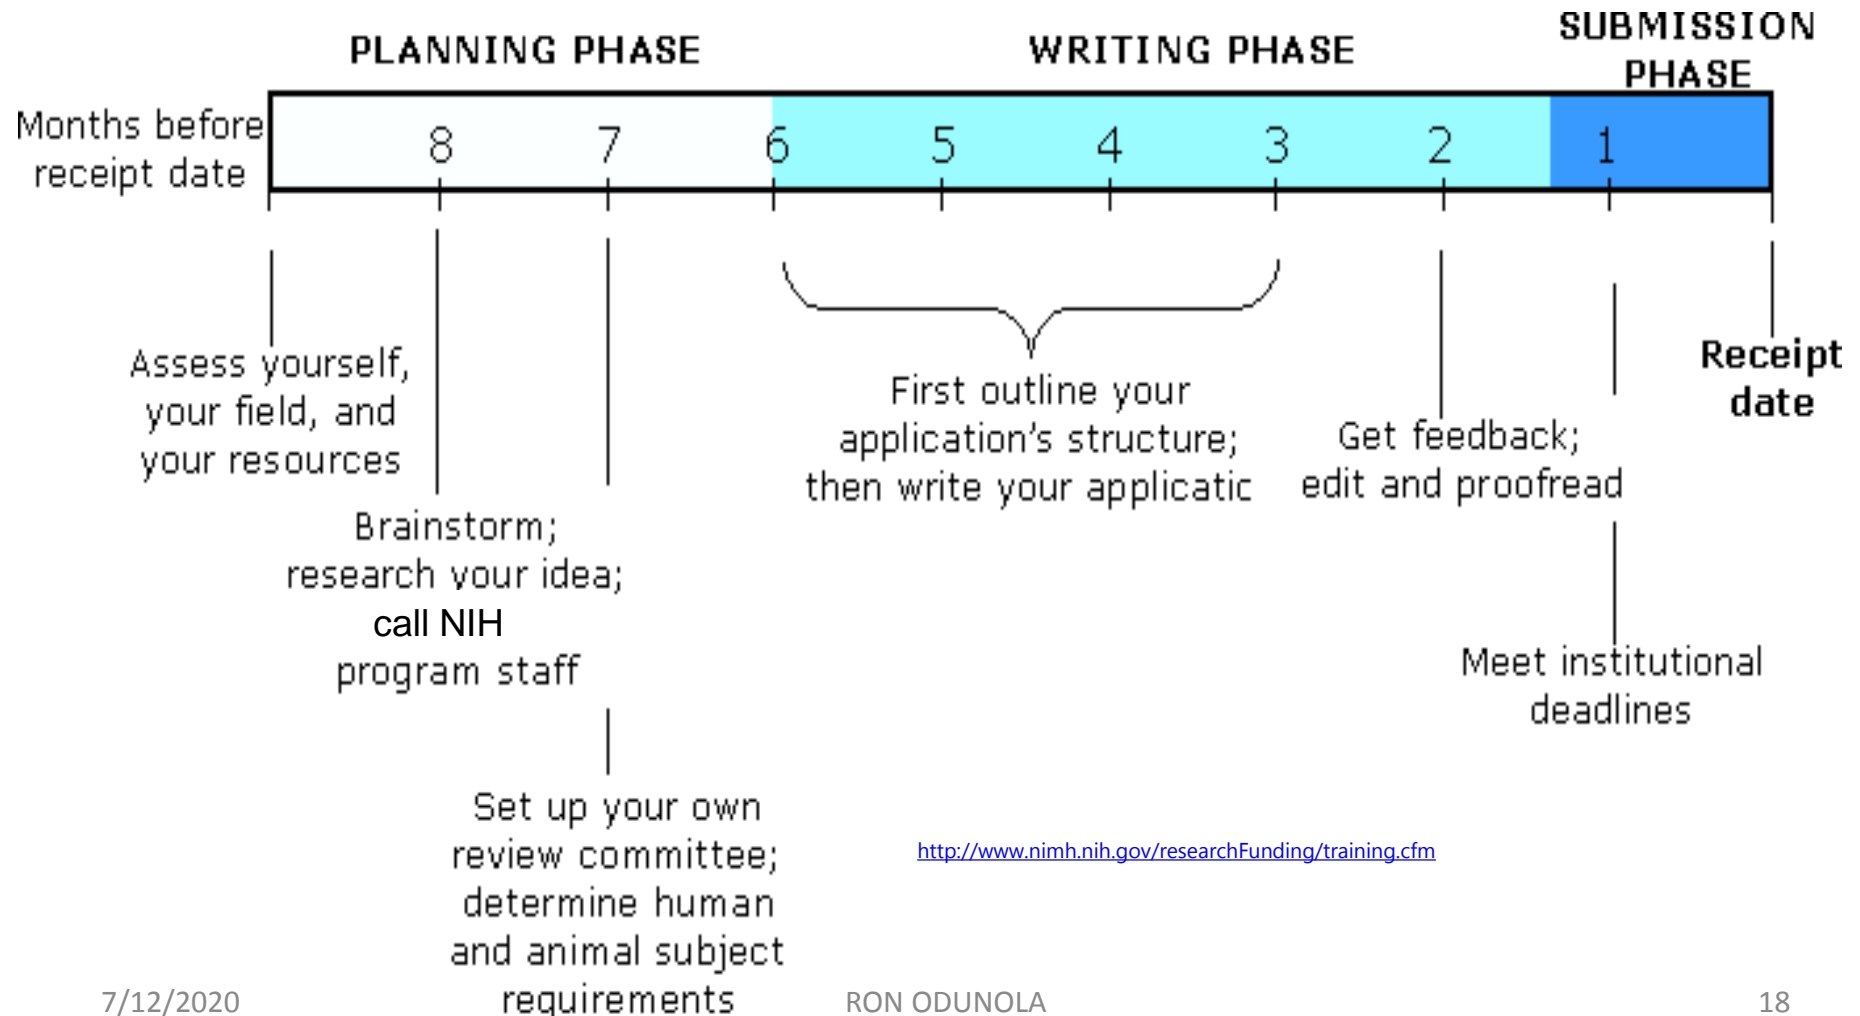 PLANNING PHASE
WRITING PHASE
SUBMISSION
PHASE
Months before
receipt date
8 7 6 5 4 3 2 1
Assess yourself,
your field, and
your resources
Brainstorm;
research your idea;
call NIH
program staff
Set up your own
review committee;
determine human
and animal subject
requirements
First outline your
application's structure;
then write your applicatic
Get feedback;
edit and proofread
Meet institutional
deadlines
Receipt
date
http://www.nimh.nih.gov/researchFunding/training.cfm
7/12/2020
RON ODUNOLA
18